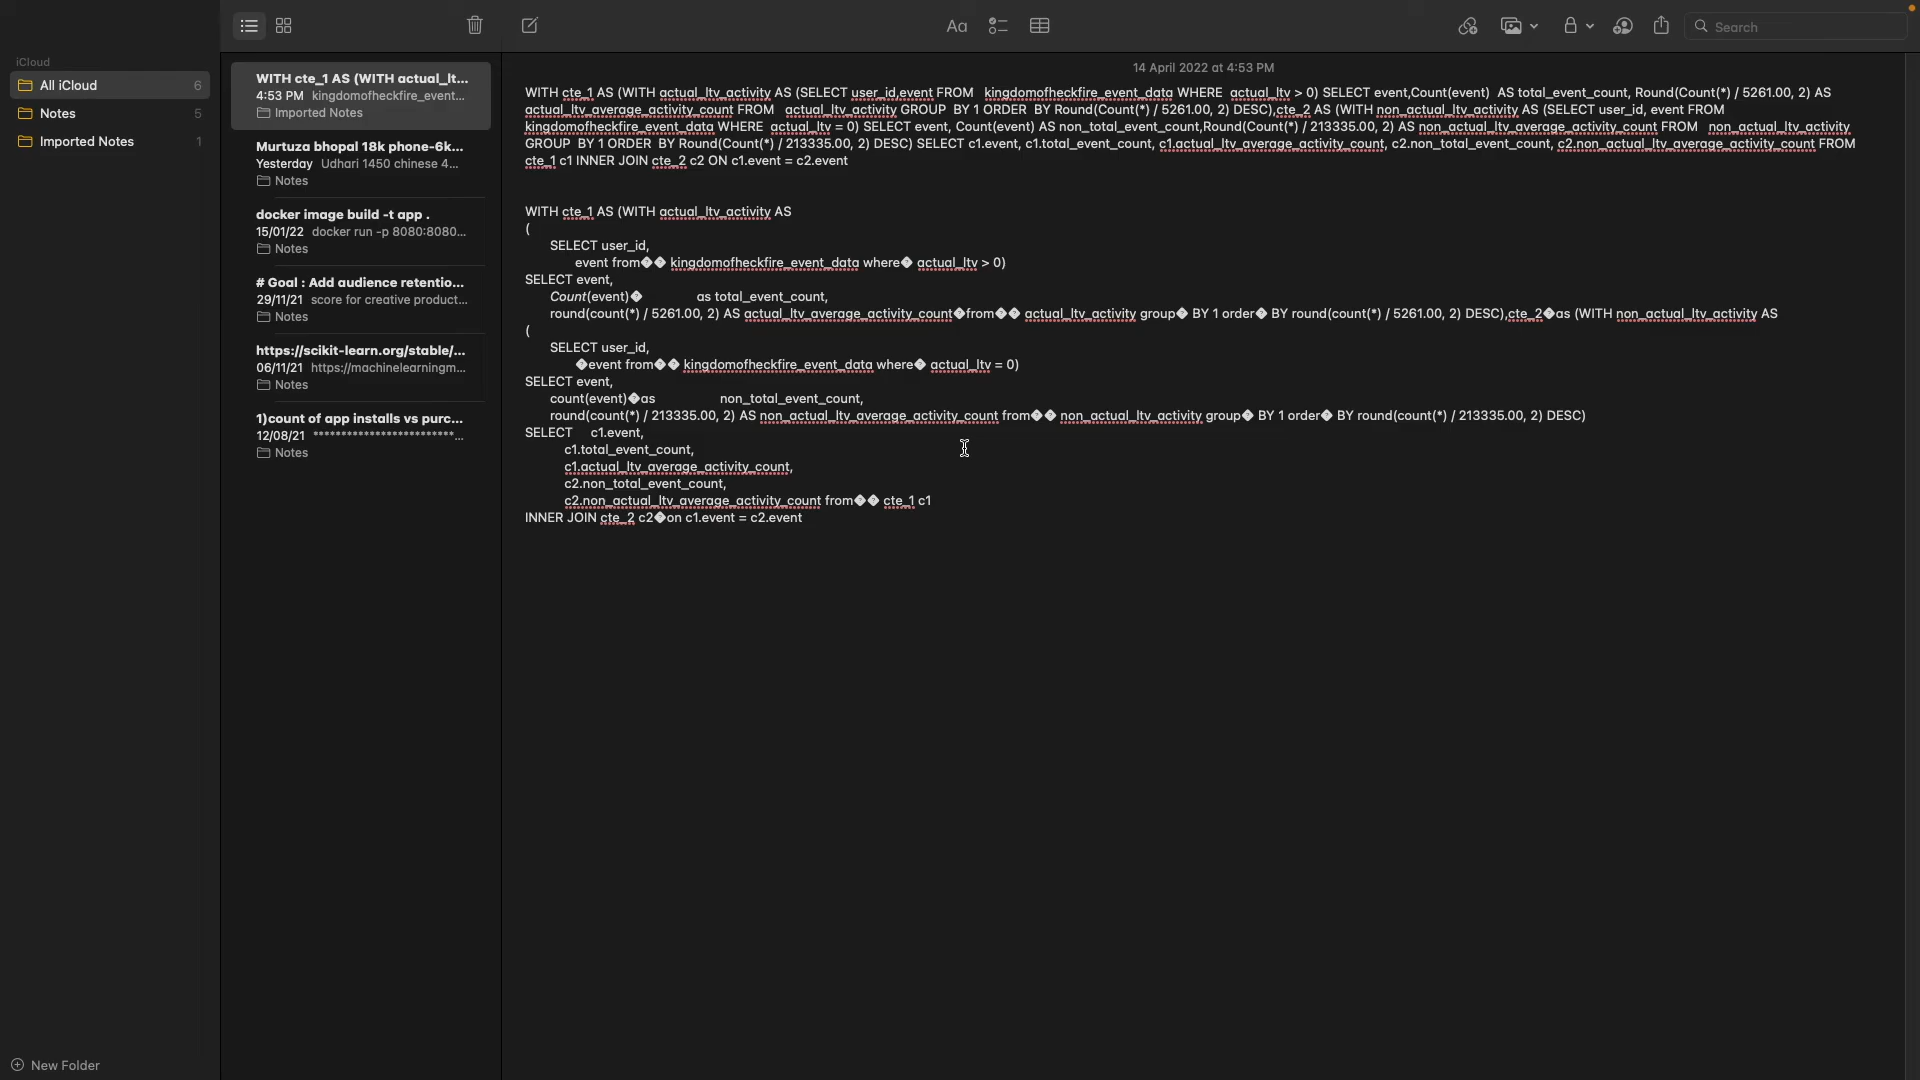 Search
iCloud
All iCloud 6
Notes 5
Imported Notes 1
New Folder
WITH cte_1 AS (WITH actual_lt...
4:53 PM kingdomofheckfire_event...
Imported Notes
Murtuza bhopal 18k phone-6k...
Yesterday Udhari 1450 chinese 4...
Notes
docker image build -t app .
15/01/22 docker run -p 8080:8080...
Notes
# Goal : Add audience retentio...
29/11/21 score for creative product...
Notes
https://scikit-learn.org/stable/...
06/11/21 https://machinelearningm...
Notes
1)count of app installs vs purc...
12/08/21 ************************...
Notes
14 April 2022 at 4:53 PM
WITH cte_1 AS (WITH actual_ltv_activity AS (SELECT user_id,event FROM   kingdomofheckfire_event_data WHERE  actual_ltv > 0) SELECT event,Count(event)  AS total_event_count, Round(Count(*) / 5261.00, 2) AS
actual_ltv_average_activity_count FROM   actual_ltv_activity GROUP  BY 1 ORDER  BY Round(Count(*) / 5261.00, 2) DESC),cte_2 AS (WITH non_actual_ltv_activity AS (SELECT user_id, event FROM
kingdomofheckfire_event_data WHERE  actual_ltv = 0) SELECT event, Count(event) AS non_total_event_count,Round(Count(*) / 213335.00, 2) AS non_actual_ltv_average_activity_count FROM   non_actual_ltv_activity
GROUP  BY 1 ORDER  BY Round(Count(*) / 213335.00, 2) DESC) SELECT c1.event, c1.total_event_count, c1.actual_ltv_average_activity_count, c2.non_total_event_count, c2.non_actual_ltv_average_activity_count FROM
cte_1 c1 INNER JOIN cte_2 c2 ON c1.event = c2.event
WITH cte_1 AS (WITH actual_ltv_activity AS
(
SELECT user_id,
event from�� kingdomofheckfire_event_data where� actual_ltv > 0)
SELECT event,
Count(event)� as total_event_count,
round(count(*) / 5261.00, 2) AS actual_ltv_average_activity_count�from�� actual_ltv_activity group� BY 1 order� BY round(count(*) / 5261.00, 2) DESC),cte_2�as (WITH non_actual_ltv_activity AS
(
SELECT user_id,
�event from�� kingdomofheckfire_event_data where� actual_ltv = 0)
SELECT event,
count(event)�as non_total_event_count,
round(count(*) / 213335.00, 2) AS non_actual_ltv_average_activity_count from�� non_actual_ltv_activity group� BY 1 order� BY round(count(*) / 213335.00, 2) DESC)
SELECT c1.event,
c1.total_event_count,
c1.actual_ltv_average_activity_count,
c2.non_total_event_count,
c2.non_actual_ltv_average_activity_count from�� cte_1 c1
INNER JOIN cte_2 c2�on c1.event = c2.event